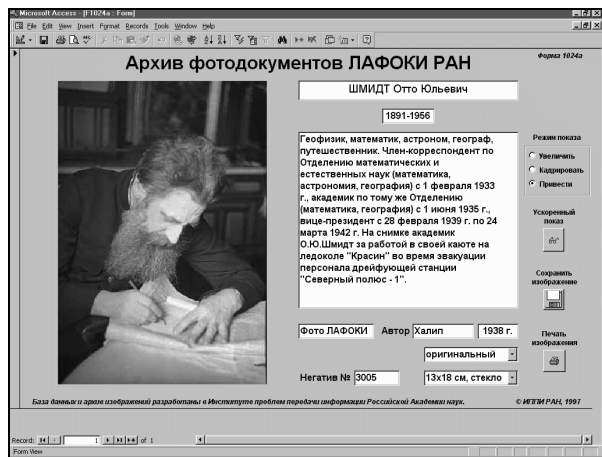 Microsoft Access - [F1024a : Form]
File Edit View Insert Format Records Tools Window Help
Архив фотодокументов ЛАФОКИ РАН
Форма 1024а
ШМИДТ Отто Юльевич
1891-1956
Геофизик, математик, астроном, географ,
путешественник. Член-корреспондент по
Отделению математических и
естественных наук (математика,
астрономия, география) с 1 февраля 1933
г., академик по тому же Отделению
(математика, география) с 1 июня 1935 г.,
вице-президент с 28 февраля 1939 г. по 24
марта 1942 г. На снимке академик
О.Ю.Шмидт за работой в своей каюте на
ледоколе "Красин" во время эвакуации
персонала дрейфующей станции
"Северный полюс - 1".
Режим показа
Увеличить
Кадрировать
Привести
Ускоренный
показ
Сохранить
изображение
Печать
изображения
Фото ЛАФОКИ Автор Халип 1938 г.
оригинальный
Негатив № 3005 13х18 см, стекло
База данных и архив изображений разработаны в Институте проблем передачи информации Российской Академии наук. © ИППИ РАН, 1997
Record: 1 of 1
Form View